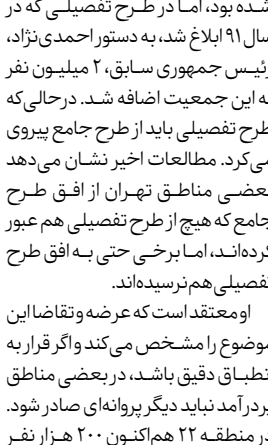 شده بود، اما در طرح تفصیلی که در
سال ۹۱ ابلاغ شد، به دستور احمدی‌نژاد،
رئیس جمهوری سابق، ۲ میلیون نفر
به این جمعیت اضافه شد. درحالی‌که
طرح تفصیلی باید از طرح جامع پیروی
می‌کرد. مطالعات اخیر نشان می‌دهد
بعضی مناطق تهران از افق طرح
جامع که هیچ از طرح تفصیلی هم عبور
کرده‌اند، اما برخی حتی به افق طرح
تفصیلی هم نرسیده‌اند.
او معتقد است که عرضه و تقاضا این
موضوع را مشخص می‌کند و اگر قرار به
انطباق دقیق باشد، در بعضی مناطق
پردرآمد نباید دیگر پروانه‌ای صادر شود.
در منطقه ۲۲ هم‌اکنون ۲۰۰ هزار نفر